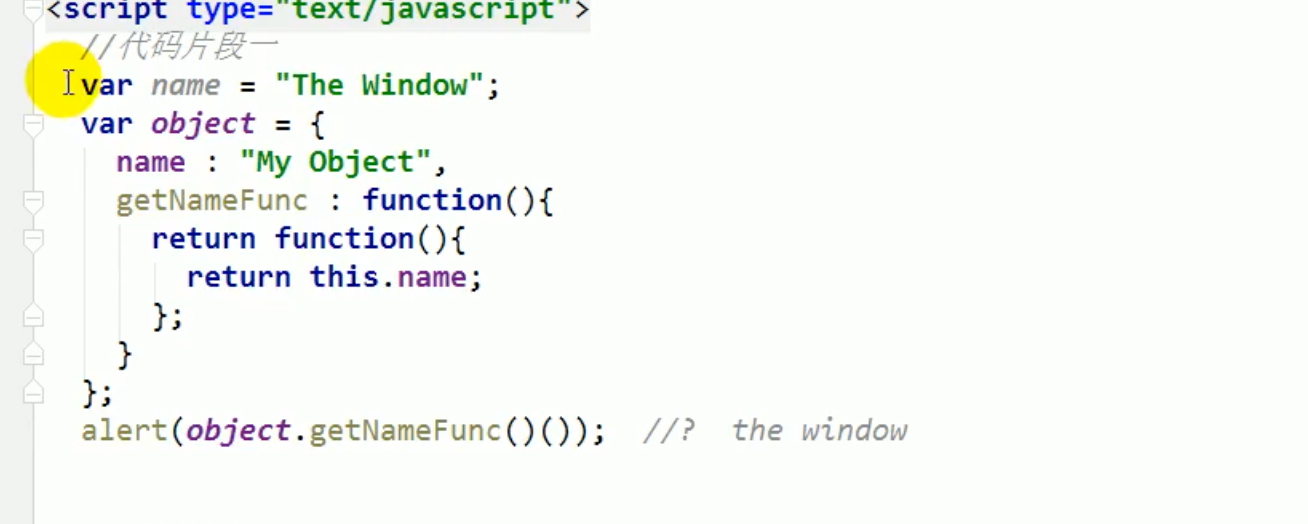 <script type="text/javascript">
//代码片段一
var name = "The Window";
var object = {
name : "My Object",
getNameFunc : function(){
return function(){
return this.name;
};
}
};
alert(object.getNameFunc()()); //? the window